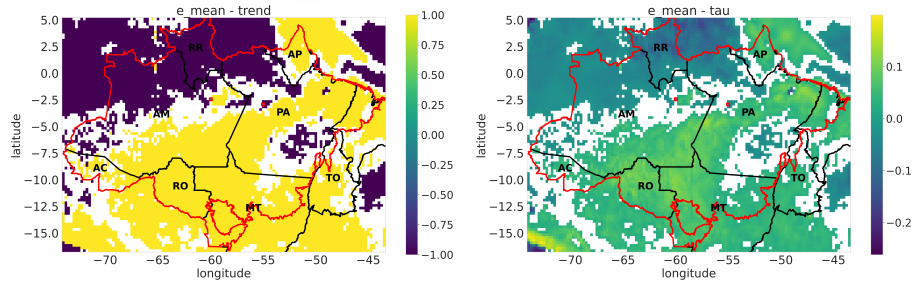 e_mean - trend
5.0
2.5
0.0
−2.5
−5.0
−7.5
−10.0
−12.5
−15.0
latitude
−70
−65
−60
−55
−50
−45
longitude
RR
AP
AM
PA
AC
RO
TO
MT
1.00
0.75
0.50
0.25
0.00
−0.25
−0.50
−0.75
−1.00
e_mean - tau
5.0
2.5
0.0
−2.5
−5.0
−7.5
−10.0
−12.5
−15.0
latitude
−70
−65
−60
−55
−50
−45
longitude
RR
AP
AM
PA
AC
RO
TO
MT
0.1
0.0
−0.1
−0.2